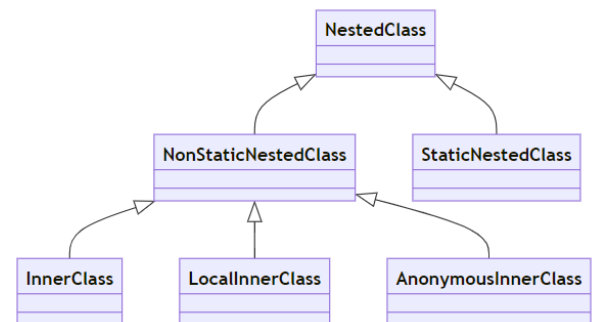 NestedClass
NonStaticNestedClass
StaticNestedClass
InnerClass
LocalInnerClass
AnonymousInnerClass